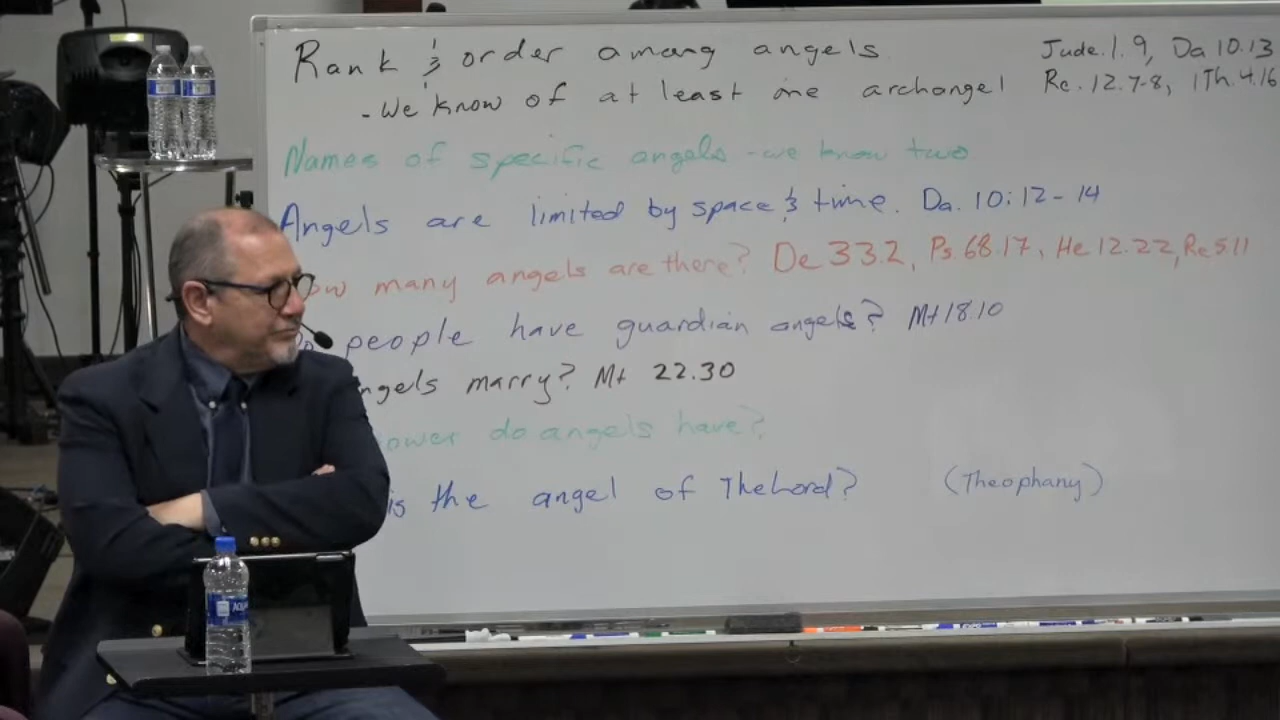 Rank & order among angels Jude.1.9, Da 10.13
- We know of at least one archangel Re. 12.7-8, 1Th.4.16
Names of specific angels - we know two
Angels are limited by space & time. Da. 10:12-14
ow many angels are there? De 33.2, Ps.68.17, He 12.22, Re 5.11
o people have guardian angels? Mt 18.10
ngels marry? Mt 22.30
ower do angels have?
is the angel of The Lord? (Theophany)